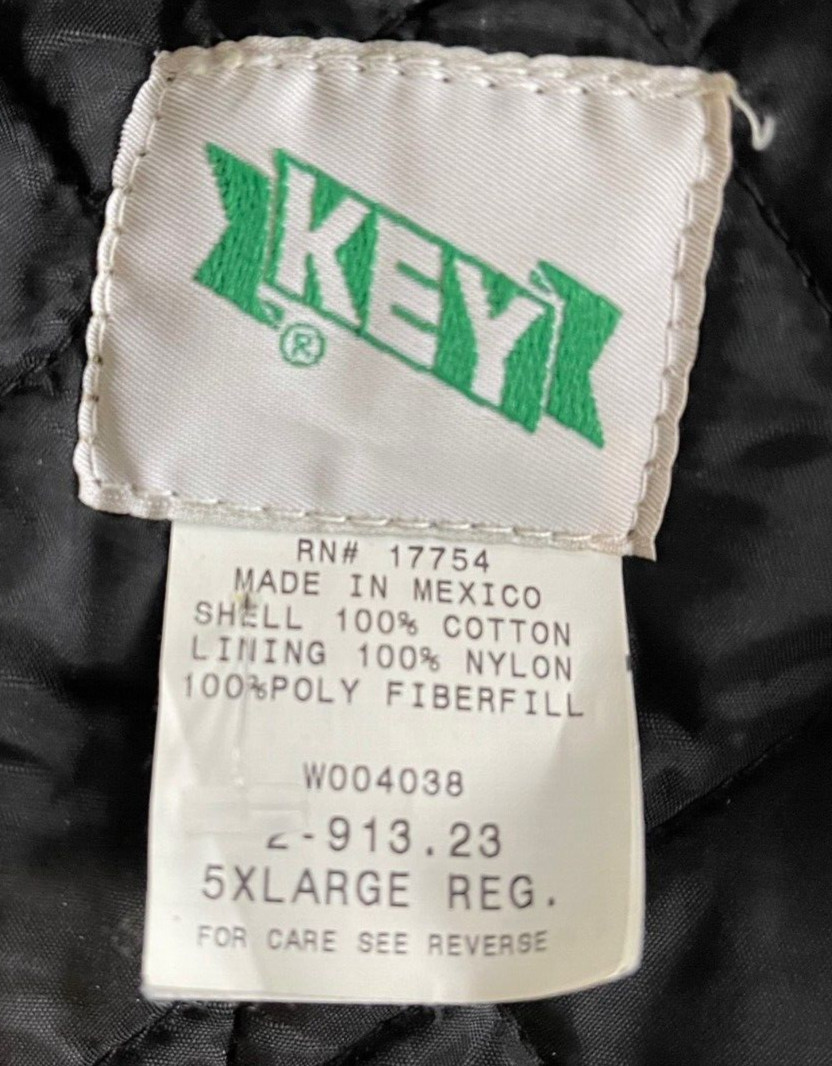 KEY
®
RN# 17754
MADE IN MEXICO
SHELL 100% COTTON
LINING 100% NYLON
100%POLY FIBERFILL
W004038
-913.23
5XLARGE REG.
FOR CARE SEE REVERSE